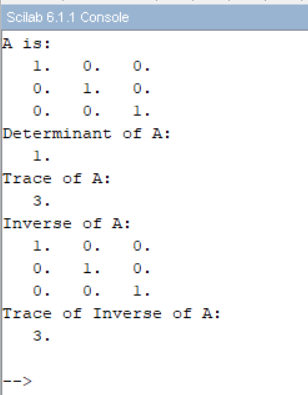 Scilab 6.1.1 Console
A is:
1. 0. 0.
0. 1. 0.
0. 0. 1.
Determinant of A:
1.
Trace of A:
3.
Inverse of A:
1. 0. 0.
0. 1. 0.
0. 0. 1.
Trace of Inverse of A:
3.
-->